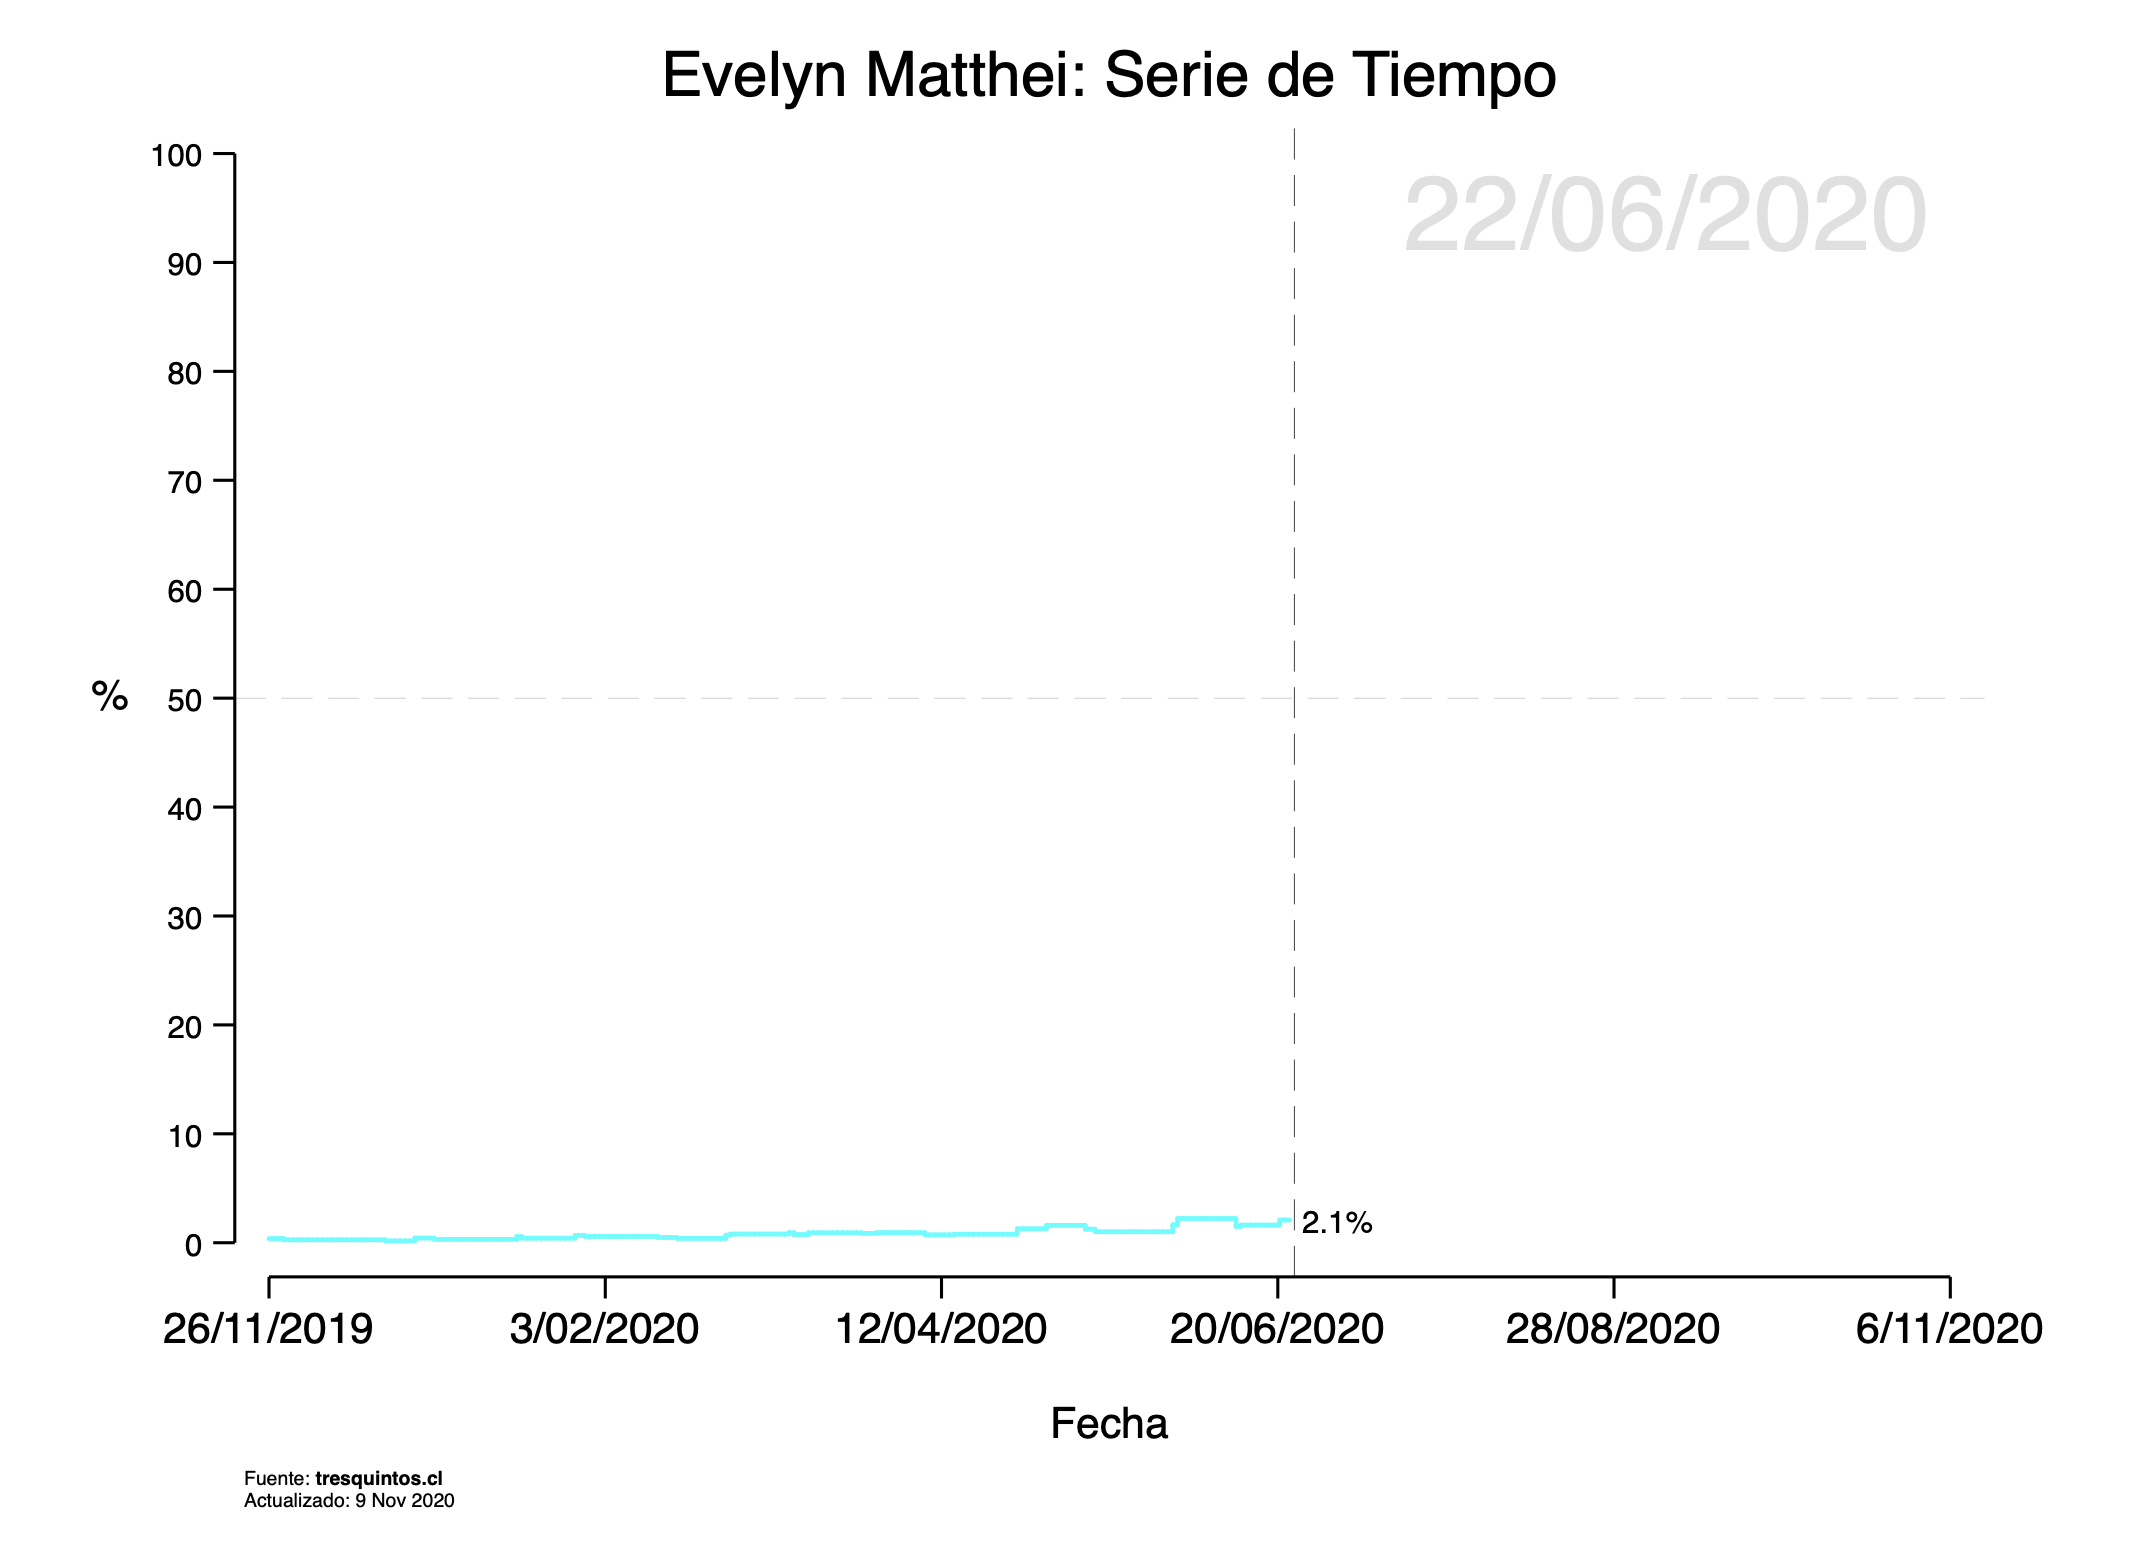 Evelyn Matthei: Serie de Tiempo
22/06/2020
100
90
80
70
60
50
40
30
20
10
0
%
2.1%
26/11/2019 3/02/2020 12/04/2020 20/06/2020 28/08/2020 6/11/2020
Fecha
Fuente: tresquintos.cl
Actualizado: 9 Nov 2020